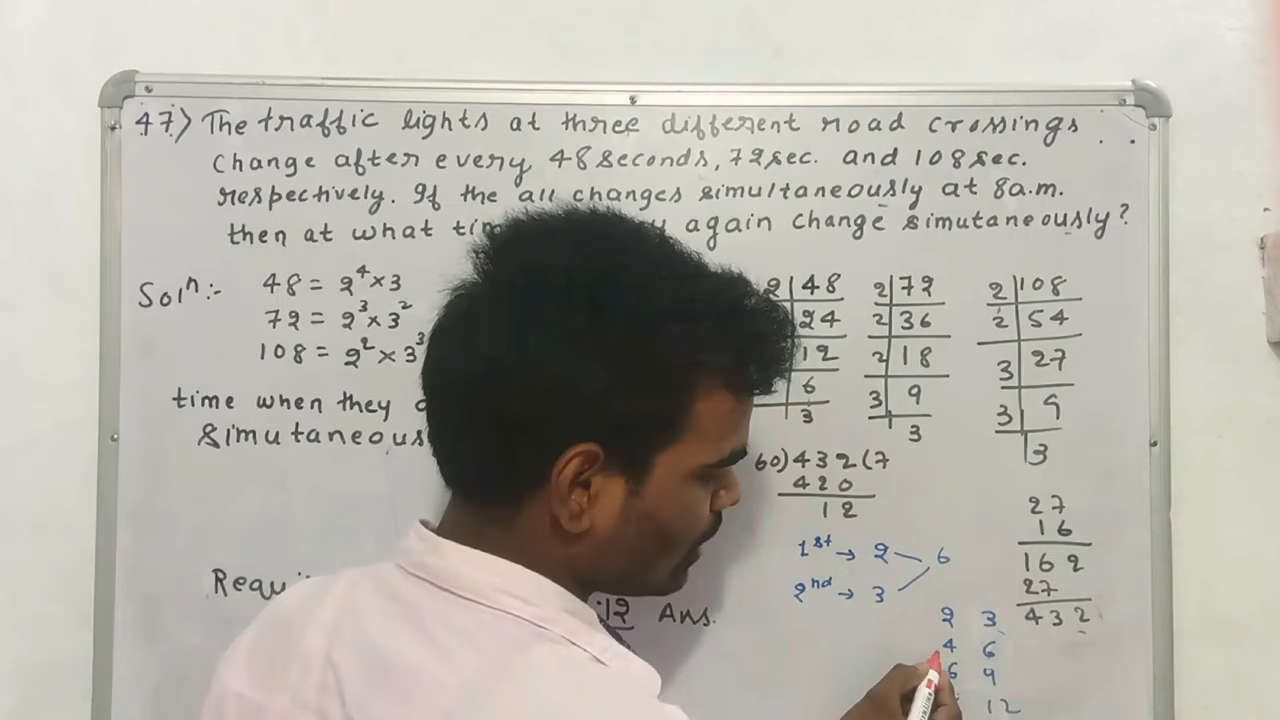 47.) The traffic lights at three different road crossings
change after every 48 seconds, 72 sec. and 108 sec.
respectively. If the all changes simultaneously at 8 a.m.
then at what again change simutaneously?
Soln:- 48 = 2^4 × 3
72 = 2^3 × 3^2
108 = 2^2 × 3^3
time when they
2 | 48
24
12
6
3
2 | 72
2 | 36
2 | 18
3 | 9
3
2 | 108
2 | 54
3 | 27
3 | 9
3
60) 432 (7
420
12
27
16
162
27
432
1st → 2
6
2nd → 3
:12 Ans.
2 3
4 6
6 9
12